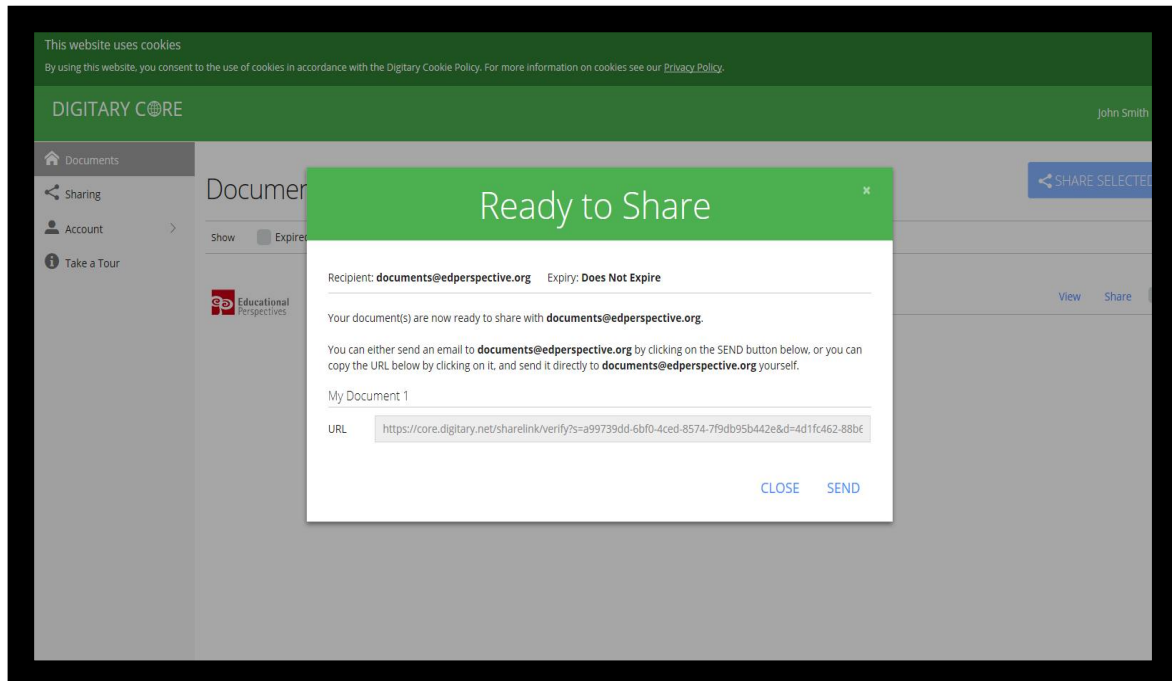 This website uses cookies
By using this website, you consent to the use of cookies in accordance with the Digitary Cookie Policy. For more information on cookies see our Privacy Policy.
DIGITARY CORE
John Smith
Documents
Sharing
Account
Take a Tour
Documen
SHARE SELECTED
Show Expired
Educational
Perspectives
View Share
Ready to Share
×
Recipient: documents@edperspective.org Expiry: Does Not Expire
Your document(s) are now ready to share with documents@edperspective.org.
You can either send an email to documents@edperspective.org by clicking on the SEND button below, or you can
copy the URL below by clicking on it, and send it directly to documents@edperspective.org yourself.
My Document 1
URL https://core.digitary.net/sharelink/verify?s=a99739dd-6bf0-4ced-8574-7f9db95b442e&d=4d1fc462-88b6
CLOSE SEND